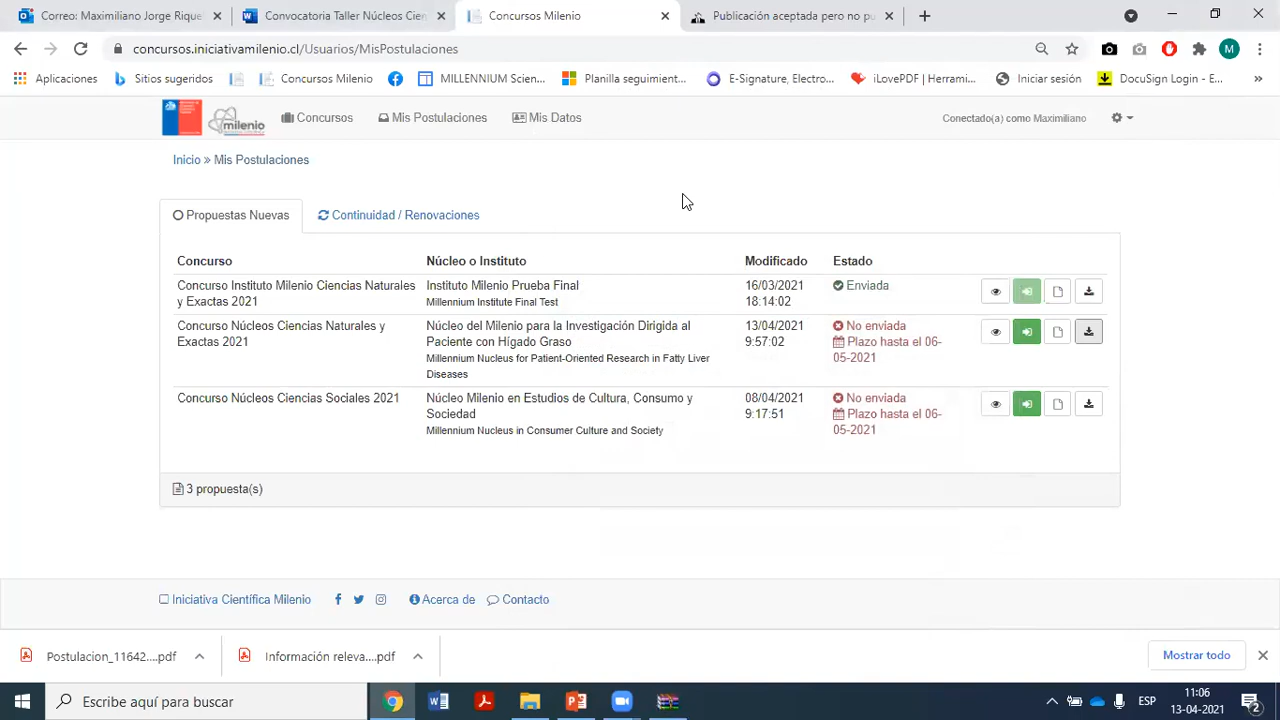 Correo: Maximiliano Jorge Rique
Convocatoria Taller Núcleos Cien
Concursos Milenio
Publicación aceptada pero no pu
concursos.iniciativamilenio.cl/Usuarios/MisPostulaciones
M
Aplicaciones
Sitios sugeridos
Concursos Milenio
MILLENNIUM Scien...
Planilla seguimient...
E-Signature, Electro...
iLovePDF | Herrami...
Iniciar sesión
DocuSign Login - E...
milenio
Concursos
Mis Postulaciones
Mis Datos
Conectado(a) como Maximiliano
Inicio » Mis Postulaciones
Propuestas Nuevas
Continuidad / Renovaciones
Concurso
Núcleo o Instituto
Modificado
Estado
Concurso Instituto Milenio Ciencias Naturales
y Exactas 2021
Instituto Milenio Prueba Final
Millennium Institute Final Test
16/03/2021
18:14:02
Enviada
Concurso Núcleos Ciencias Naturales y
Exactas 2021
Núcleo del Milenio para la Investigación Dirigida al
Paciente con Hígado Graso
Millennium Nucleus for Patient-Oriented Research in Fatty Liver
Diseases
13/04/2021
9:57:02
No enviada
Plazo hasta el 06-
05-2021
Concurso Núcleos Ciencias Sociales 2021
Núcleo Milenio en Estudios de Cultura, Consumo y
Sociedad
Millennium Nucleus in Consumer Culture and Society
08/04/2021
9:17:51
No enviada
Plazo hasta el 06-
05-2021
3 propuesta(s)
Iniciativa Científica Milenio
Acerca de
Contacto
Postulacion_11642....pdf
Información releva....pdf
Mostrar todo
Escribe aquí para buscar
ESP
11:06
13-04-2021
2